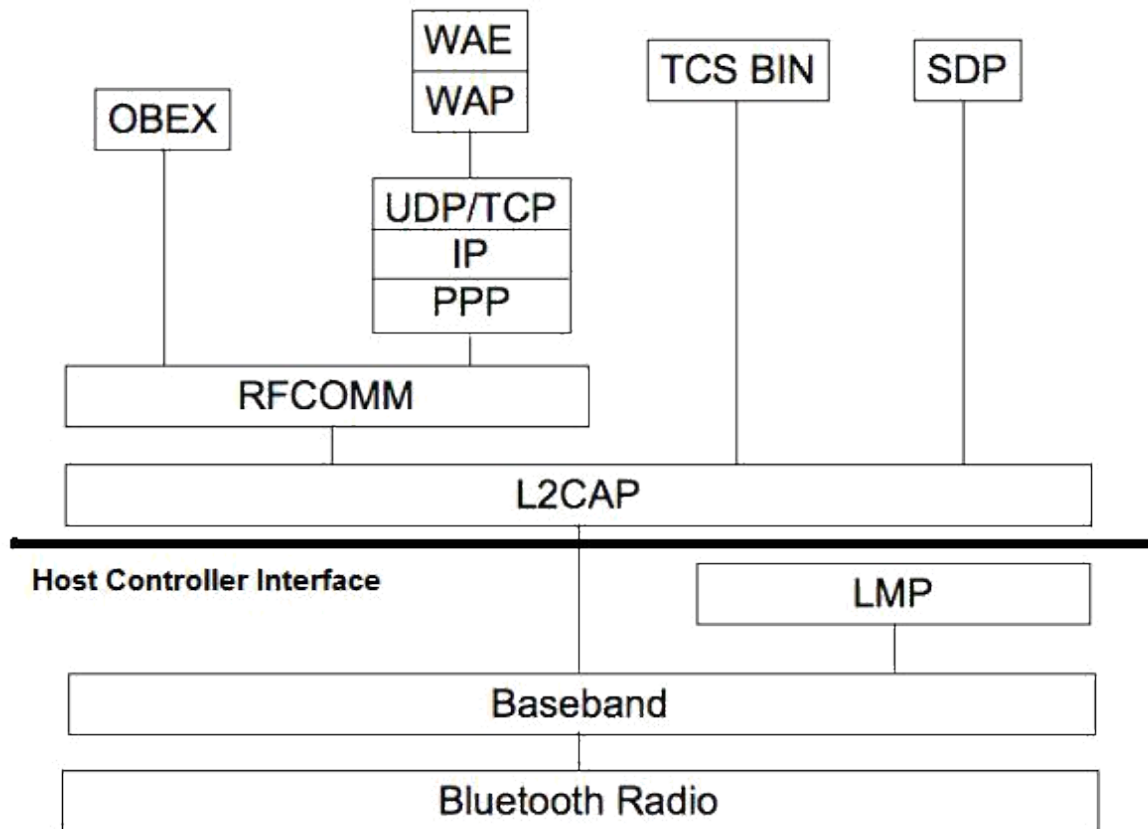 WAE
WAP
TCS BIN
SDP
OBEX
UDP/TCP
IP
PPP
RFCOMM
L2CAP
Host Controller Interface
LMP
Baseband
Bluetooth Radio